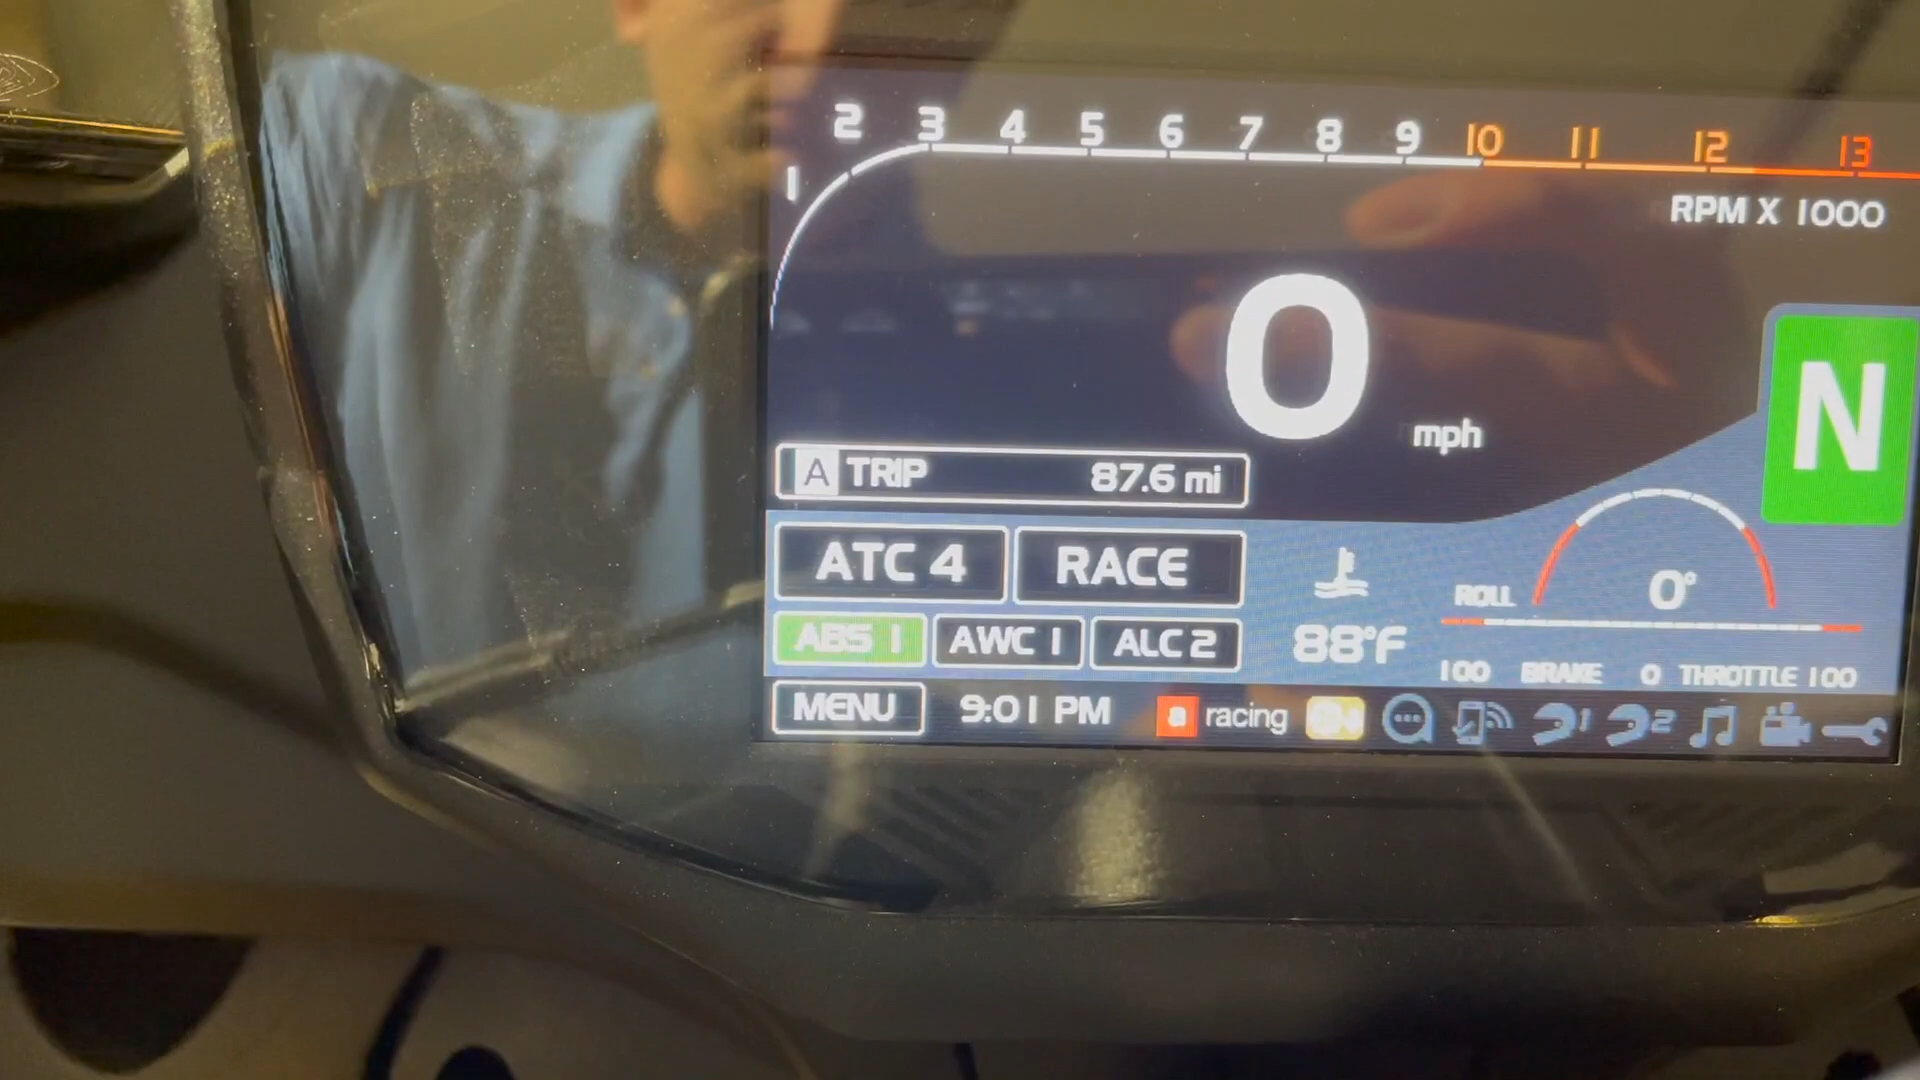 1 2 3 4 5 6 7 8 9 10 11 12 13
RPM X 1000
0 mph
N
A TRIP 87.6 mi
ATC 4 RACE
ROLL 0°
ABS 1 AWC 1 ALC 2 88°F
100 BRAKE 0 THROTTLE 100
MENU 9:01 PM a racing 1 2